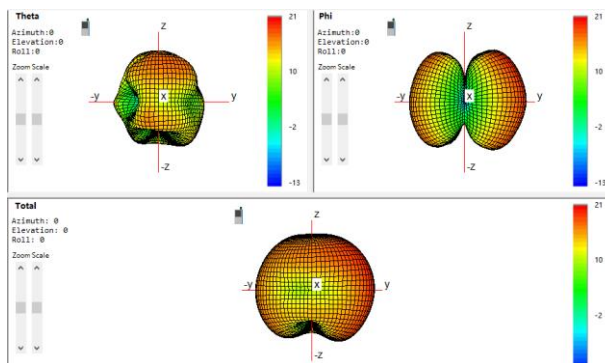 Theta
Azimuth:0
Elevation:0
Roll:0
Zoom Scale
z
-y
x
y
-z
21
10
-2
-13
Phi
Azimuth:0
Elevation:0
Roll:0
Zoom Scale
z
-y
x
y
-z
21
10
-2
-13
Total
Azimuth: 0
Elevation: 0
Roll: 0
Zoom Scale
z
-y
x
y
-z
21
10
-2